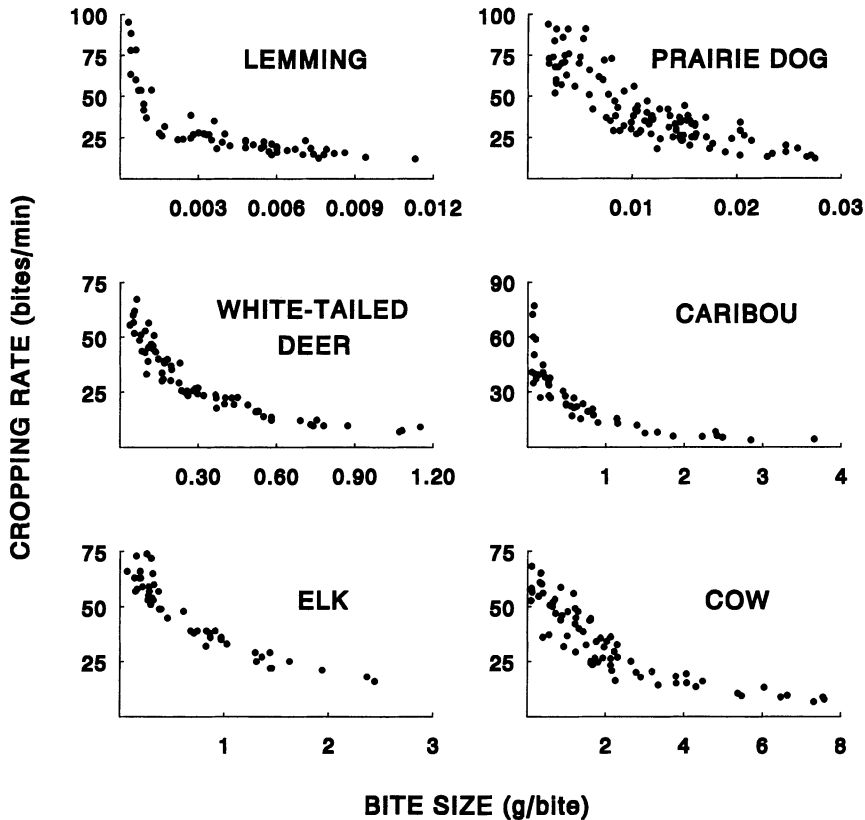 CROPPING RATE (bites/min)
100
75
50
25
LEMMING
0.003 0.006 0.009 0.012
100
75
50
25
PRAIRIE DOG
0.01 0.02 0.03
75
50
25
WHITE-TAILED
DEER
0.30 0.60 0.90 1.20
90
60
30
CARIBOU
1 2 3 4
75
50
25
ELK
1 2 3
75
50
25
COW
2 4 6 8
BITE SIZE (g/bite)